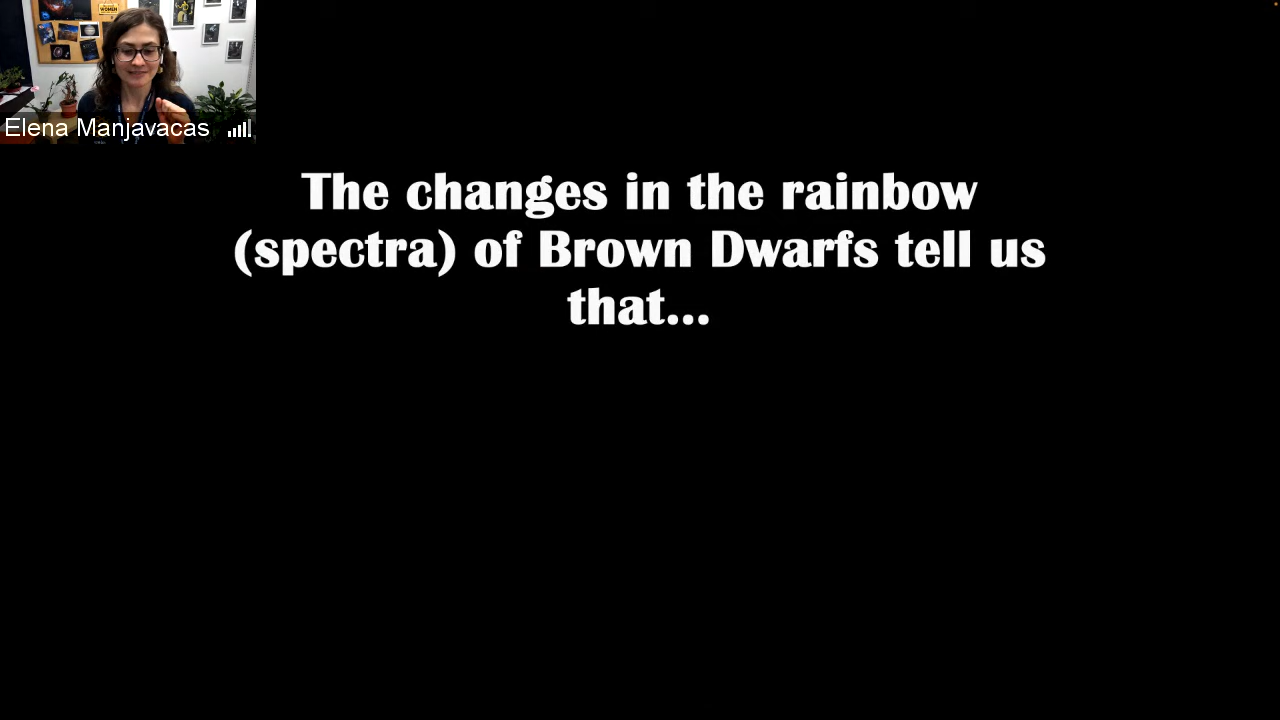 Elena Manjavacas
The changes in the rainbow
(spectra) of Brown Dwarfs tell us
that...